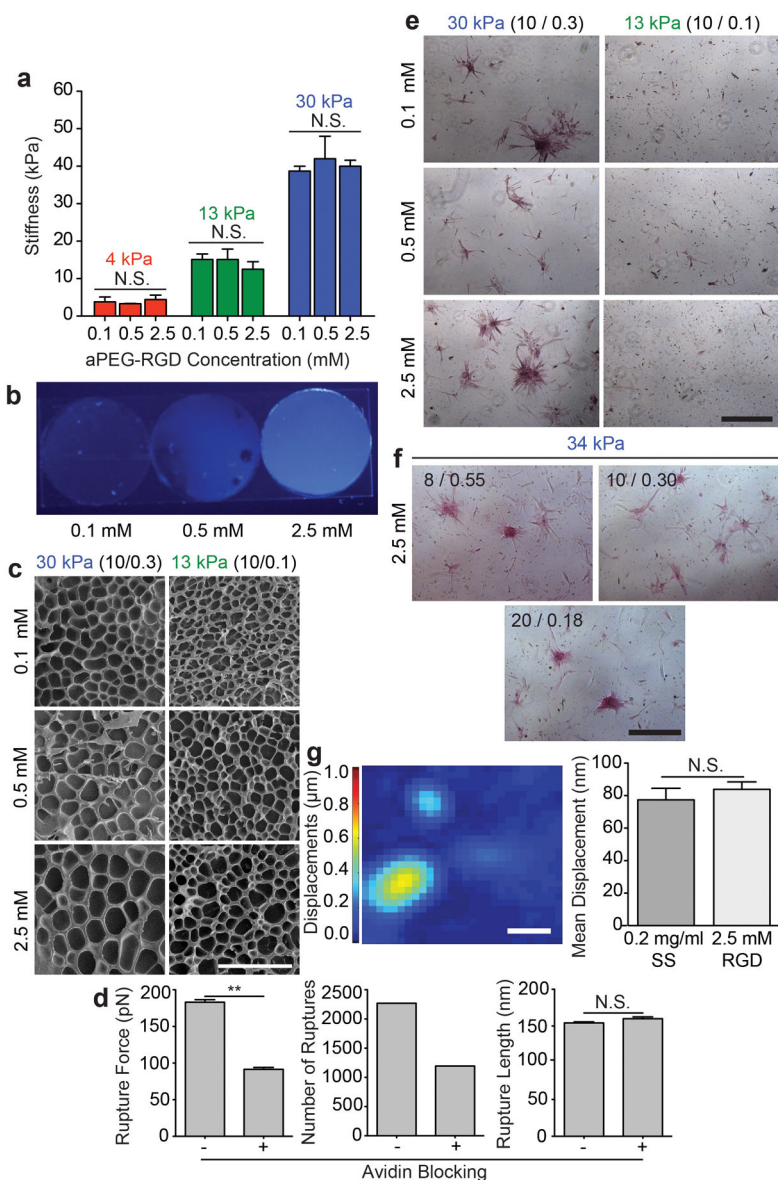 a
Stiffness (kPa)
60
50
40
30
20
10
0
4 kPa
N.S.
13 kPa
N.S.
30 kPa
N.S.
0.1 0.5 2.5 0.1 0.5 2.5 0.1 0.5 2.5
aPEG-RGD Concentration (mM)
b
0.1 mM 0.5 mM 2.5 mM
c
30 kPa (10/0.3) 13 kPa (10/0.1)
0.1 mM
0.5 mM
2.5 mM
d
Rupture Force (pN)
200
150
100
50
0
**
- +
Number of Ruptures
2500
2000
1500
1000
500
0
- +
Rupture Length (nm)
200
150
100
50
0
N.S.
- +
Avidin Blocking
e
30 kPa (10 / 0.3) 13 kPa (10 / 0.1)
0.1 mM
0.5 mM
2.5 mM
f
34 kPa
2.5 mM
8 / 0.55
10 / 0.30
20 / 0.18
g
Displacements (µm)
1.0
0.8
0.6
0.4
0.2
0.0
Mean Displacement (nm)
100
80
60
40
20
0
N.S.
0.2 mg/ml 2.5 mM
SS RGD